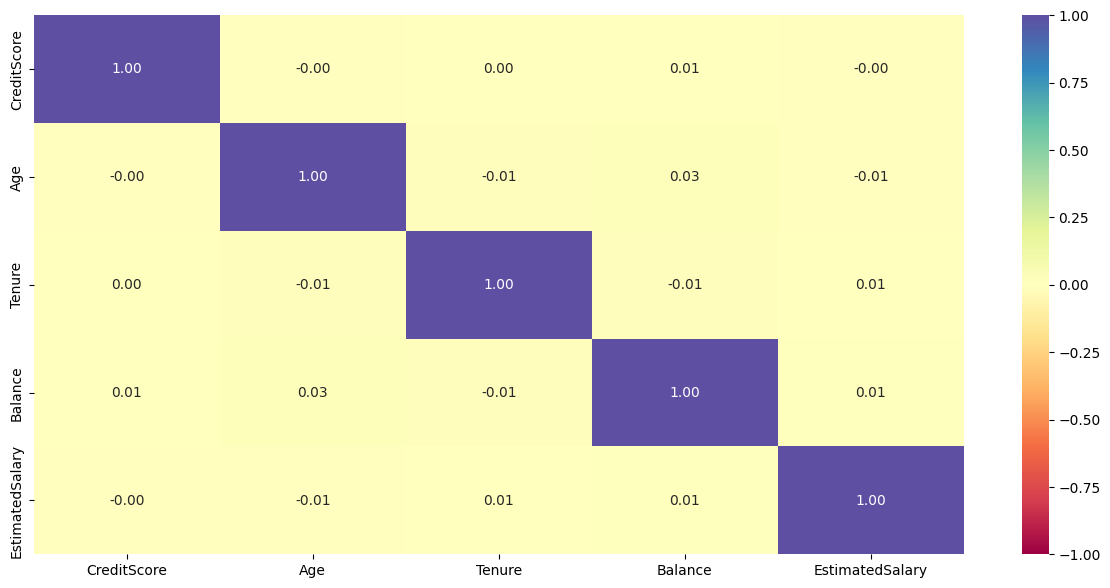 CreditScore 1.00 -0.00 0.00 0.01 -0.00
Age -0.00 1.00 -0.01 0.03 -0.01
Tenure 0.00 -0.01 1.00 -0.01 0.01
Balance 0.01 0.03 -0.01 1.00 0.01
EstimatedSalary -0.00 -0.01 0.01 0.01 1.00
CreditScore Age Tenure Balance EstimatedSalary
1.00
0.75
0.50
0.25
0.00
−0.25
−0.50
−0.75
−1.00